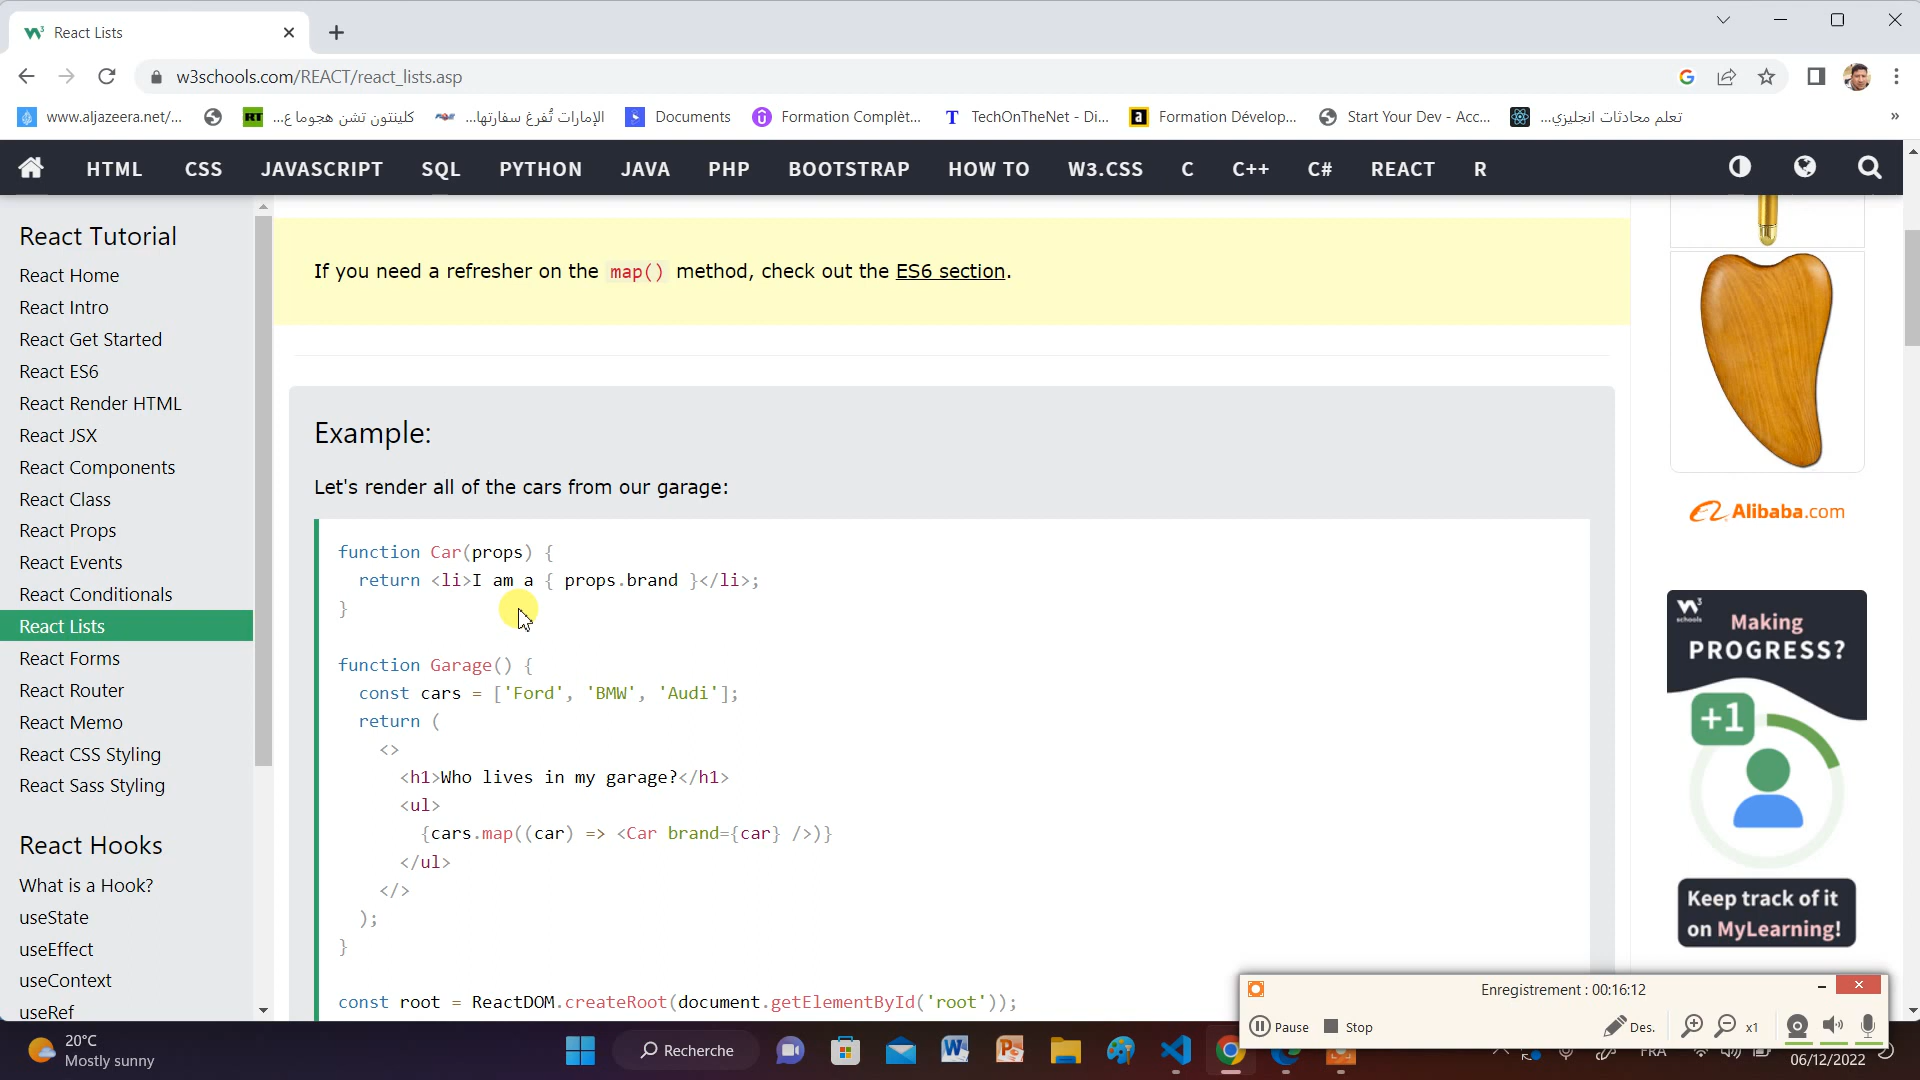 React Lists
w3schools.com/REACT/react_lists.asp
www.aljazeera.net/...
كلينتون تشن هجوما ع...
الإمارات تُفرغ سفارتها...
Documents
Formation Complèt...
TechOnTheNet - Di...
Formation Dévelop...
Start Your Dev - Acc...
تعلم محادثات انجليزي...
»
HTML CSS JAVASCRIPT SQL PYTHON JAVA PHP BOOTSTRAP HOW TO W3.CSS C C++ C# REACT R
React Tutorial
React Home
React Intro
React Get Started
React ES6
React Render HTML
React JSX
React Components
React Class
React Props
React Events
React Conditionals
React Lists
React Forms
React Router
React Memo
React CSS Styling
React Sass Styling
React Hooks
What is a Hook?
useState
useEffect
useContext
useRef
If you need a refresher on the map() method, check out the ES6 section.
Example:
Let's render all of the cars from our garage:
function Car(props) {
return <li>I am a { props.brand }</li>;
}
function Garage() {
const cars = ['Ford', 'BMW', 'Audi'];
return (
<>
<h1>Who lives in my garage?</h1>
<ul>
{cars.map((car) => <Car brand={car} />)}
</ul>
</>
);
}
const root = ReactDOM.createRoot(document.getElementById('root'));
Alibaba.com
W3 schools
Making
PROGRESS?
+1
Keep track of it
on MyLearning!
Enregistrement : 00:16:12
Pause
Stop
Des.
x1
20°C
Mostly sunny
Recherche
FRA
06/12/2022